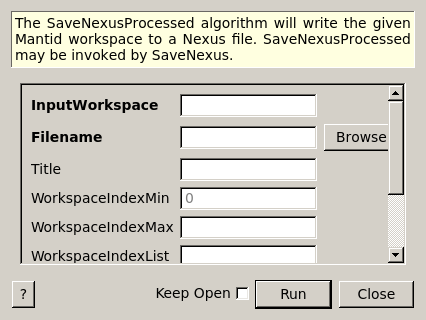 The SaveNexusProcessed algorithm will write the given
Mantid workspace to a Nexus file. SaveNexusProcessed
may be invoked by SaveNexus.
InputWorkspace
Filename
Browse
Title
WorkspaceIndexMin 0
WorkspaceIndexMax
WorkspaceIndexList
? Keep Open Run Close